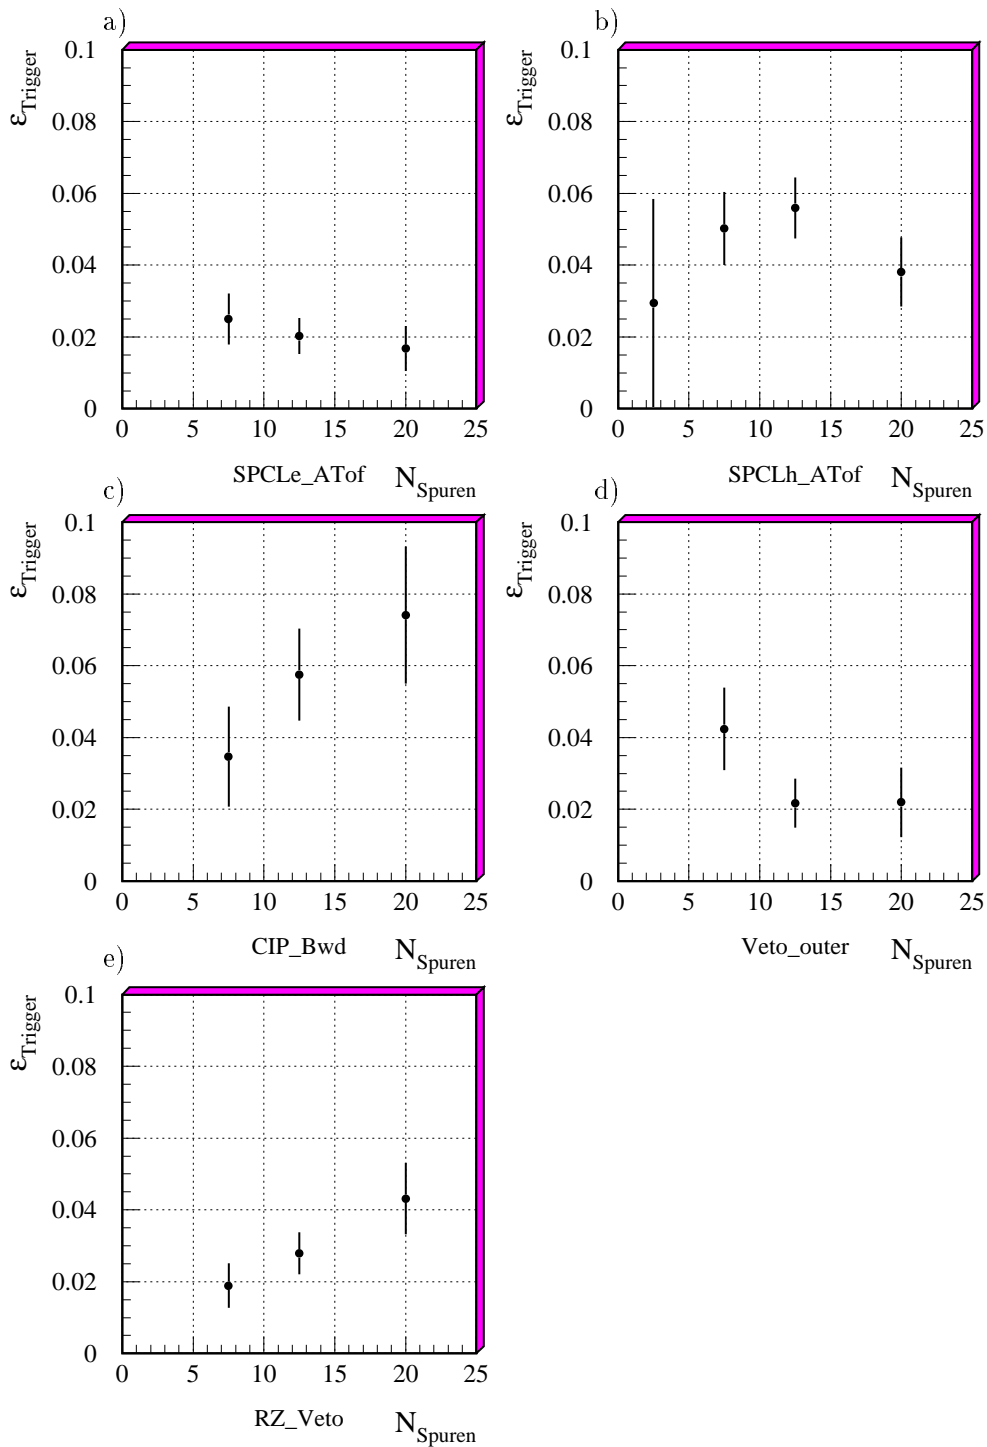 a)
ε_Trigger
0.1
0.08
0.06
0.04
0.02
0
0 5 10 15 20 25
SPCLe_ATof N_Spuren
b)
ε_Trigger
0.1
0.08
0.06
0.04
0.02
0
0 5 10 15 20 25
SPCLh_ATof N_Spuren
c)
ε_Trigger
0.1
0.08
0.06
0.04
0.02
0
0 5 10 15 20 25
CIP_Bwd N_Spuren
d)
ε_Trigger
0.1
0.08
0.06
0.04
0.02
0
0 5 10 15 20 25
Veto_outer N_Spuren
e)
ε_Trigger
0.1
0.08
0.06
0.04
0.02
0
0 5 10 15 20 25
RZ_Veto N_Spuren